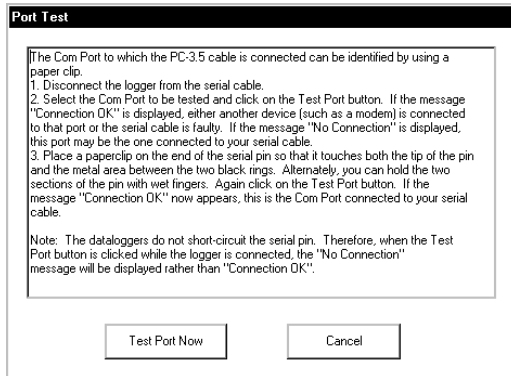 Port Test
The Com Port to which the PC-3.5 cable is connected can be identified by using a
paper clip.
1. Disconnect the logger from the serial cable.
2. Select the Com Port to be tested and click on the Test Port button.  If the message
"Connection OK" is displayed, either another device (such as a modem) is connected
to that port or the serial cable is faulty.  If the message "No Connection" is displayed,
this port may be the one connected to your serial cable.
3. Place a paperclip on the end of the serial pin so that it touches both the tip of the pin
and the metal area between the two black rings.  Alternately, you can hold the two
sections of the pin with wet fingers.  Again click on the Test Port button.  If the
message "Connection OK" now appears, this is the Com Port connected to your serial
cable.
Note:  The dataloggers do not short-circuit the serial pin.  Therefore, when the Test
Port button is clicked while the logger is connected, the "No Connection"
message will be displayed rather than "Connection OK".
Test Port Now
Cancel